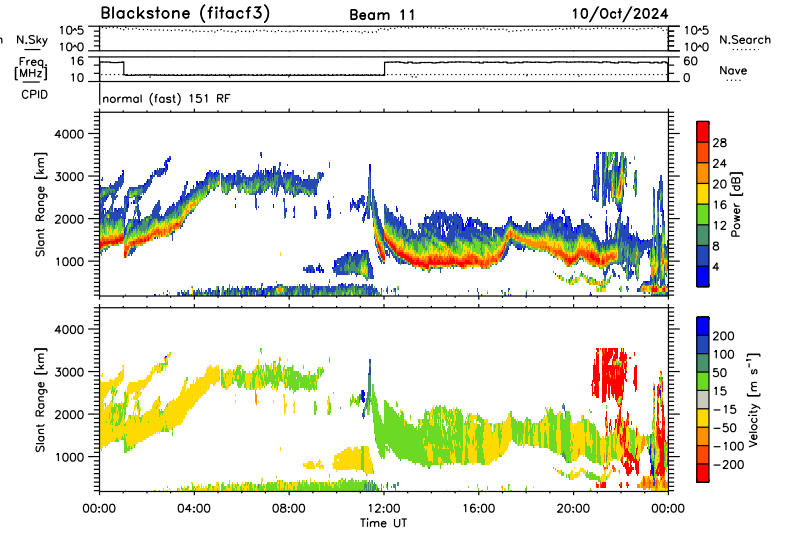 Blackstone (fitacf3) Beam 11 10/Oct/2024
n N.Sky 10^5 10^0 10^5 10^0 N.Search
Freq. [MHz] 16 10 60 0 Nave
CPID normal (fast) 151 RF
Slant Range [km] 4000 3000 2000 1000
28 24 20 16 12 8 4 Power [dB]
Slant Range [km] 4000 3000 2000 1000
200 100 50 15 −15 −50 −100 −200 Velocity [m s⁻¹]
00:00 04:00 08:00 12:00 16:00 20:00 00:00
Time UT